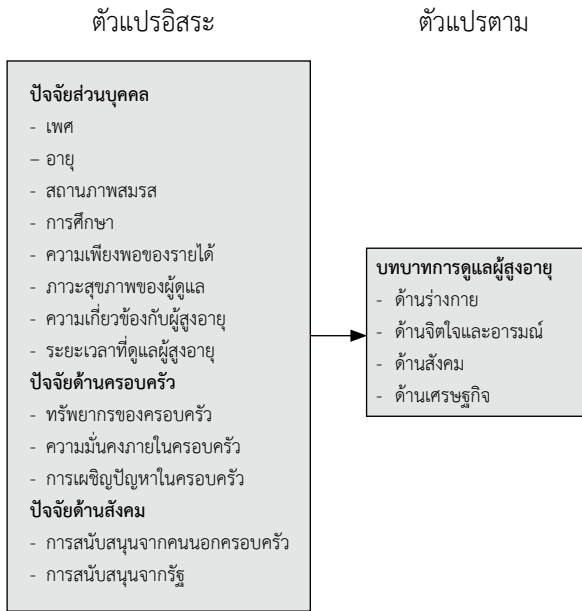 ตัวแปรอิสระ
ตัวแปรตาม
ปัจจัยส่วนบุคคล
- เพศ
– อายุ
- สถานภาพสมรส
- การศึกษา
- ความเพียงพอของรายได้
- ภาวะสุขภาพของผู้ดูแล
- ความเกี่ยวข้องกับผู้สูงอายุ
- ระยะเวลาที่ดูแลผู้สูงอายุ
ปัจจัยด้านครอบครัว
- ทรัพยากรของครอบครัว
- ความมั่นคงภายในครอบครัว
- การเผชิญปัญหาในครอบครัว
ปัจจัยด้านสังคม
- การสนับสนุนจากคนนอกครอบครัว
- การสนับสนุนจากรัฐ
บทบาทการดูแลผู้สูงอายุ
- ด้านร่างกาย
- ด้านจิตใจและอารมณ์
- ด้านสังคม
- ด้านเศรษฐกิจ